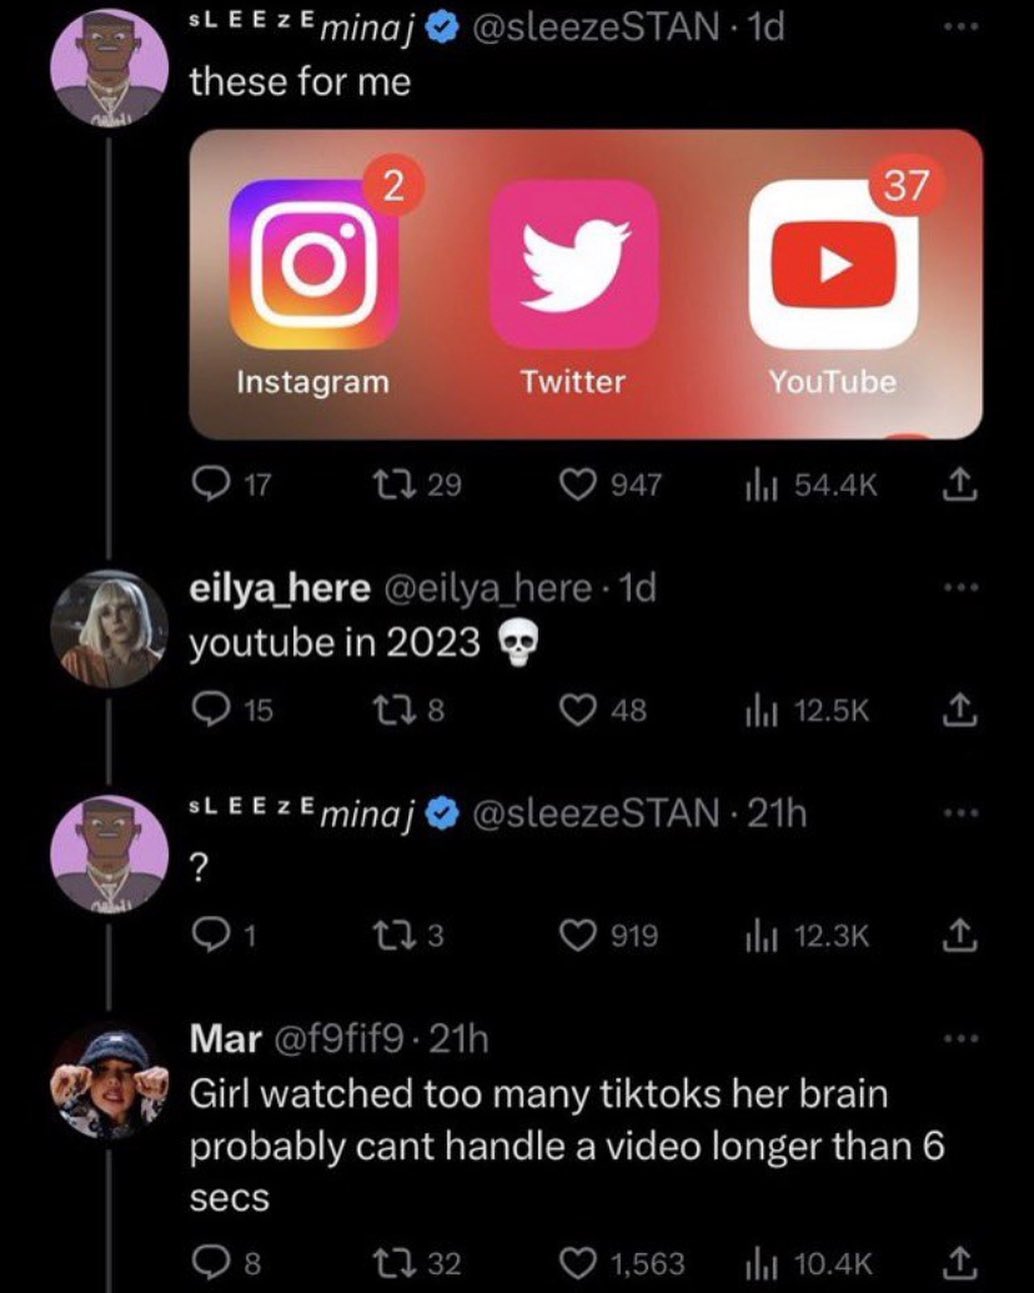 sLEEzEminaj @sleezeSTAN · 1d
these for me
2
37
Instagram Twitter YouTube
17 29 947 54.4K
eilya_here @eilya_here · 1d
youtube in 2023 💀
15 8 48 12.5K
sLEEzEminaj @sleezeSTAN · 21h
?
1 3 919 12.3K
Mar @f9fif9 · 21h
Girl watched too many tiktoks her brain
probably cant handle a video longer than 6
secs
8 32 1,563 10.4K